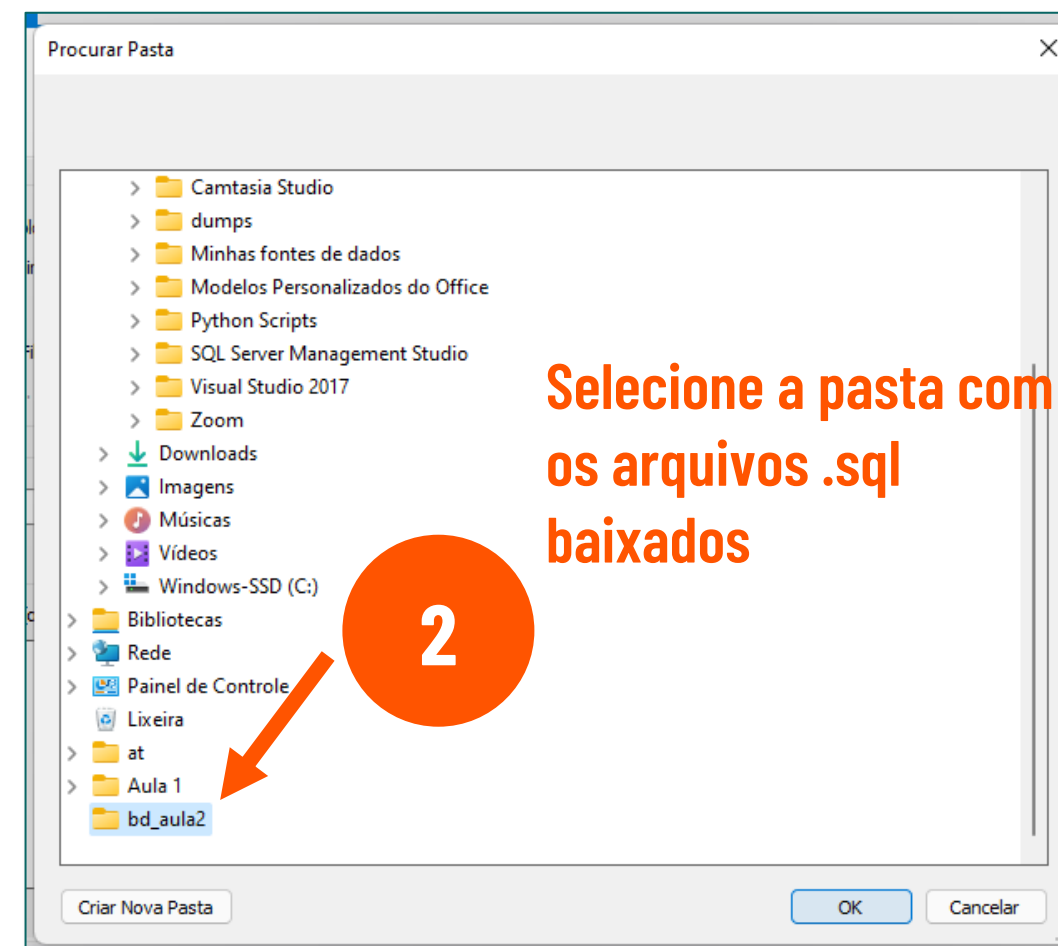 Procurar Pasta
Camtasia Studio
dumps
Minhas fontes de dados
Modelos Personalizados do Office
Python Scripts
SQL Server Management Studio
Visual Studio 2017
Zoom
Downloads
Imagens
Músicas
Vídeos
Windows-SSD (C:)
Bibliotecas
Rede
Painel de Controle
Lixeira
at
Aula 1
bd_aula2
Selecione a pasta com
os arquivos .sql
baixados
2
Criar Nova Pasta
OK
Cancelar